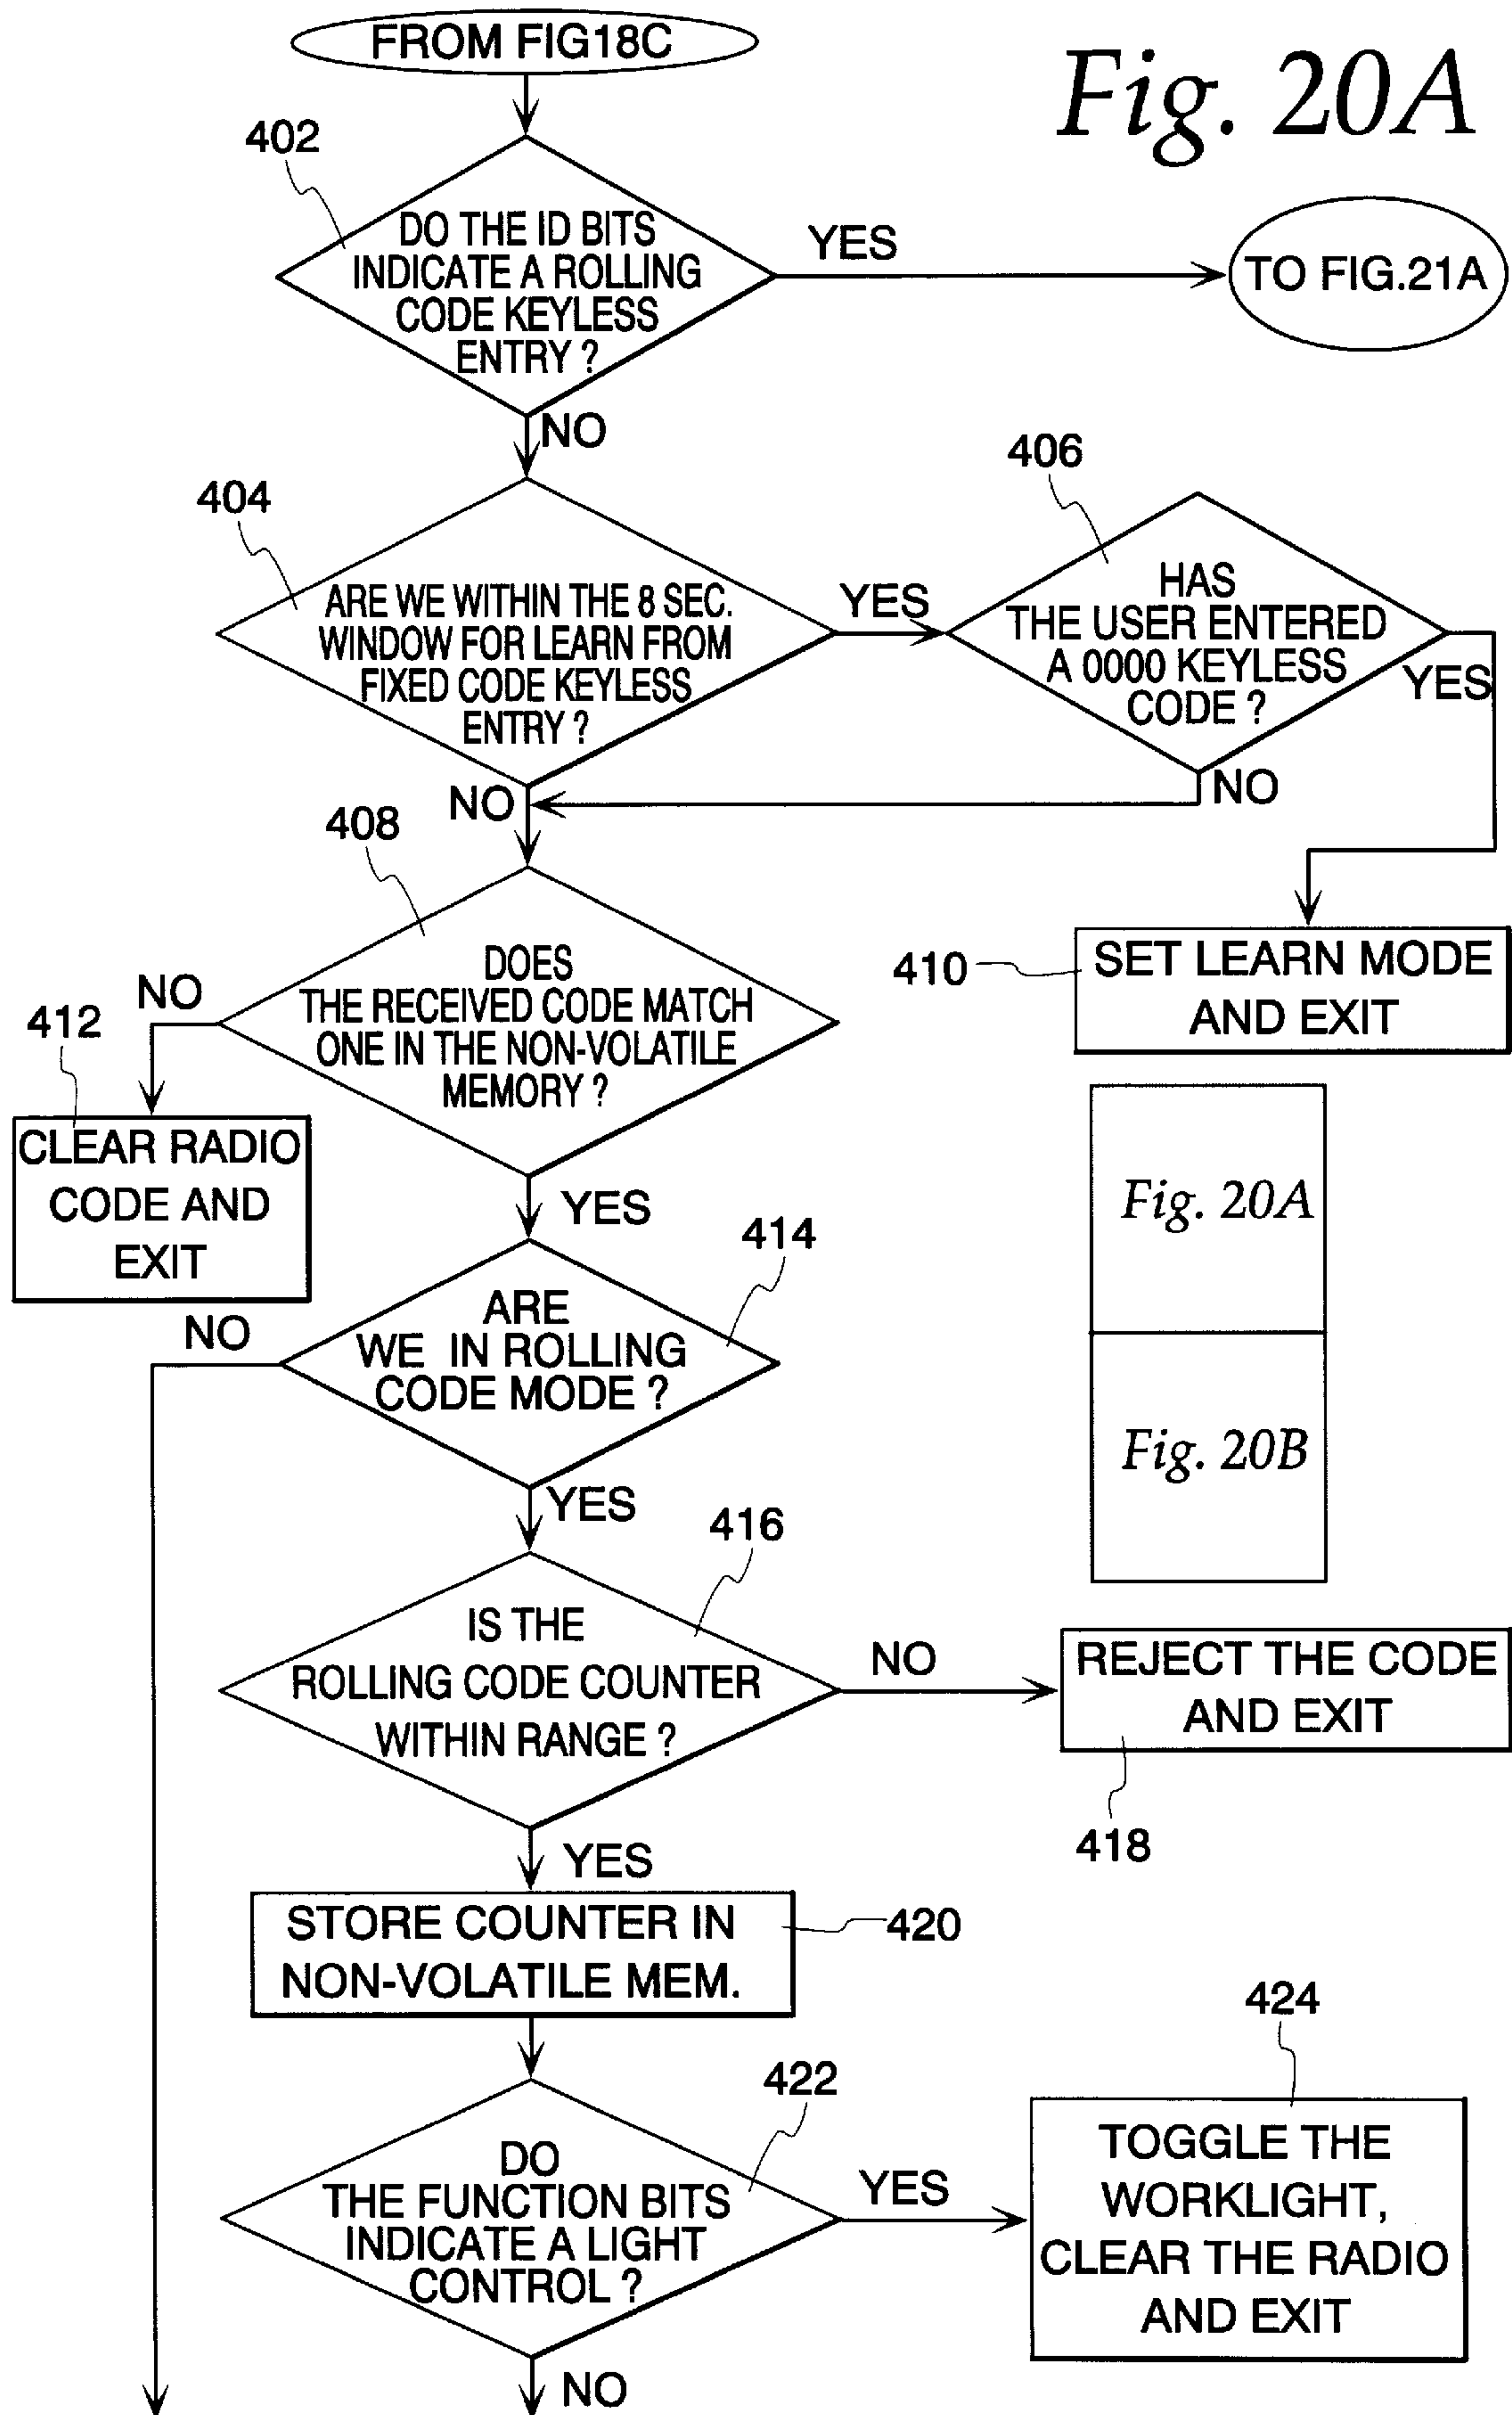 FROM FIG18C
Fig. 20A
402
DO THE ID BITS
INDICATE A ROLLING
CODE KEYLESS
ENTRY ?
YES
TO FIG.21A
NO
404
ARE WE WITHIN THE 8 SEC.
WINDOW FOR LEARN FROM
FIXED CODE KEYLESS
ENTRY ?
YES
406
HAS
THE USER ENTERED
A 0000 KEYLESS
CODE ?
YES
NO
NO
408
DOES
THE RECEIVED CODE MATCH
ONE IN THE NON-VOLATILE
MEMORY ?
410
SET LEARN MODE
AND EXIT
NO
412
CLEAR RADIO
CODE AND
EXIT
YES
Fig. 20A
Fig. 20B
414
ARE
WE IN ROLLING
CODE MODE ?
NO
YES
416
IS THE
ROLLING CODE COUNTER
WITHIN RANGE ?
NO
REJECT THE CODE
AND EXIT
418
YES
STORE COUNTER IN
NON-VOLATILE MEM.
420
422
DO
THE FUNCTION BITS
INDICATE A LIGHT
CONTROL ?
YES
424
TOGGLE THE
WORKLIGHT,
CLEAR THE RADIO
AND EXIT
NO